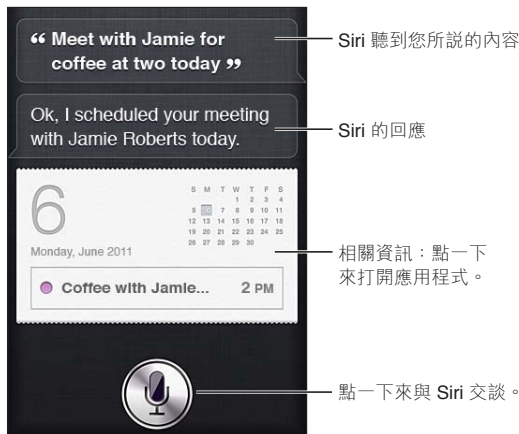 “ Meet with Jamie for
coffee at two today ”
Siri 聽到您所說的內容
Ok, I scheduled your meeting
with Jamie Roberts today.
Siri 的回應
6
Monday, June 2011
S M T W T F S
1 2 3 4
5 6 7 8 9 10 11
12 13 14 15 16 17 18
19 20 21 22 23 24 25
26 27 28 29 30
相關資訊：點一下
來打開應用程式。
Coffee with Jamie... 2 PM
點一下來與 Siri 交談。